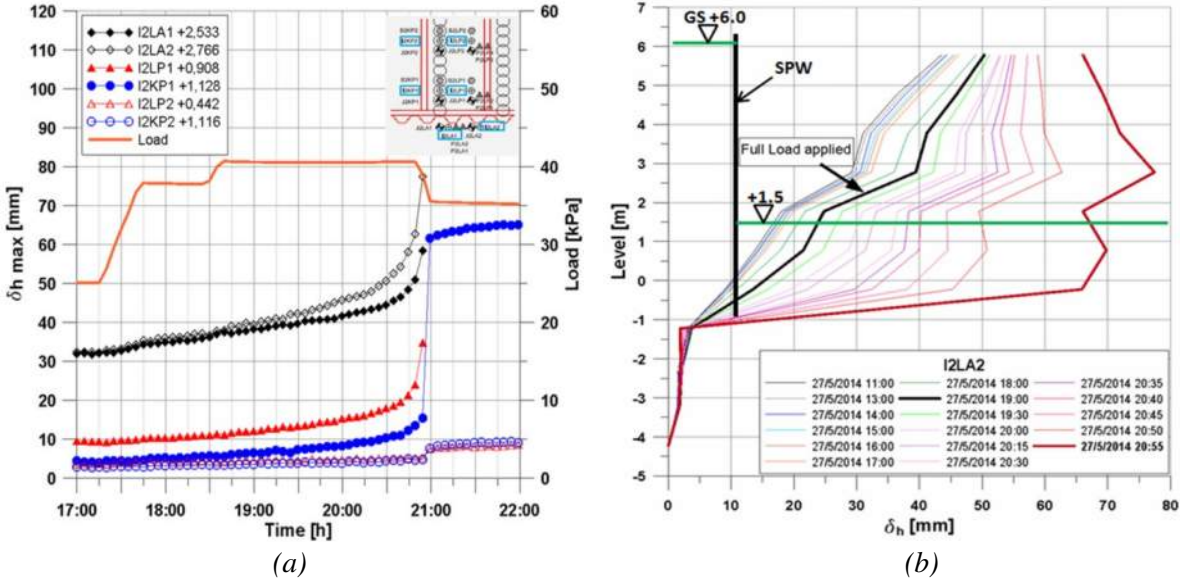 120
110
100
90
80
70
60
50
40
30
20
10
0
δh max [mm]
I2LA1 +2,533
I2LA2 +2,766
I2LP1 +0,908
I2KP1 +1,128
I2LP2 +0,442
I2KP2 +1,116
Load
60
50
40
30
20
10
0
Load [kPa]
17:00 18:00 19:00 20:00 21:00 22:00
Time [h]
(a)
7
6
5
4
3
2
1
0
-1
-2
-3
-4
-5
Level [m]
GS +6.0
SPW
Full Load applied
+1.5
I2LA2
27/5/2014 11:00 27/5/2014 18:00 27/5/2014 20:35
27/5/2014 13:00 27/5/2014 19:00 27/5/2014 20:40
27/5/2014 14:00 27/5/2014 19:30 27/5/2014 20:45
27/5/2014 15:00 27/5/2014 20:00 27/5/2014 20:50
27/5/2014 16:00 27/5/2014 20:15 27/5/2014 20:55
27/5/2014 17:00 27/5/2014 20:30
0 10 20 30 40 50 60 70 80
δh [mm]
(b)